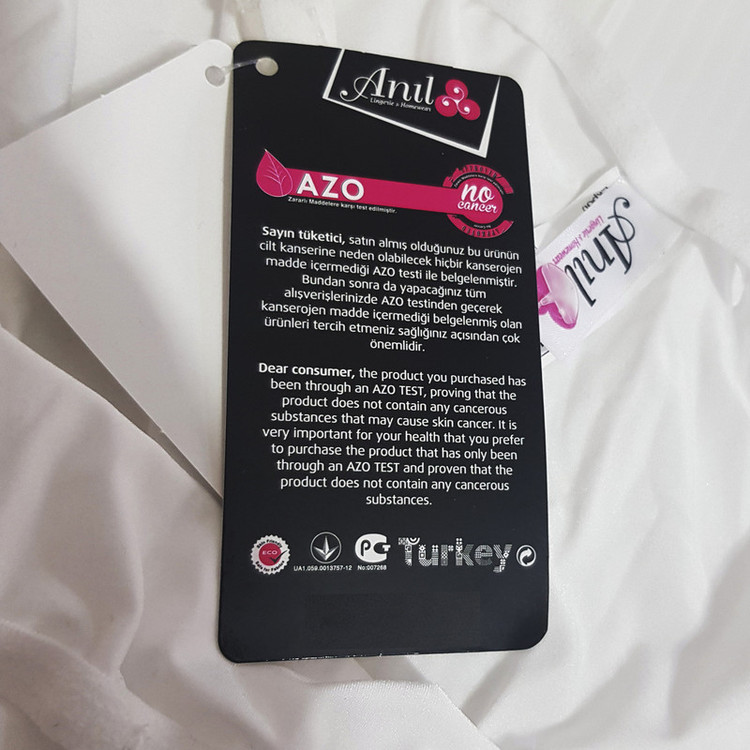 Anıl
Lingerie & Homewear
AZO
Zararlı Maddelere karşı test edilmiştir.
no
cancer
Sayın tüketici, satın almış olduğunuz bu ürünün
cilt kanserine neden olabilecek hiçbir kanserojen
madde içermediği AZO testi ile belgelenmiştir.
Bundan sonra da yapacağınız tüm
alışverişlerinizde AZO testinden geçerek
kanserojen madde içermediği belgelenmiş olan
ürünleri tercih etmeniz sağlığınız açısından çok
önemlidir.
Dear consumer, the product you purchased has
been through an AZO TEST, proving that the
product does not contain any cancerous
substances that may cause skin cancer. It is
very important for your health that you prefer
to purchase the product that has only been
through an AZO TEST and proven that the
product does not contain any cancerous
substances.
ECO
UA1.059.0013757-12
No:007268
Turkey
Anıl
Lingerie & Homewear